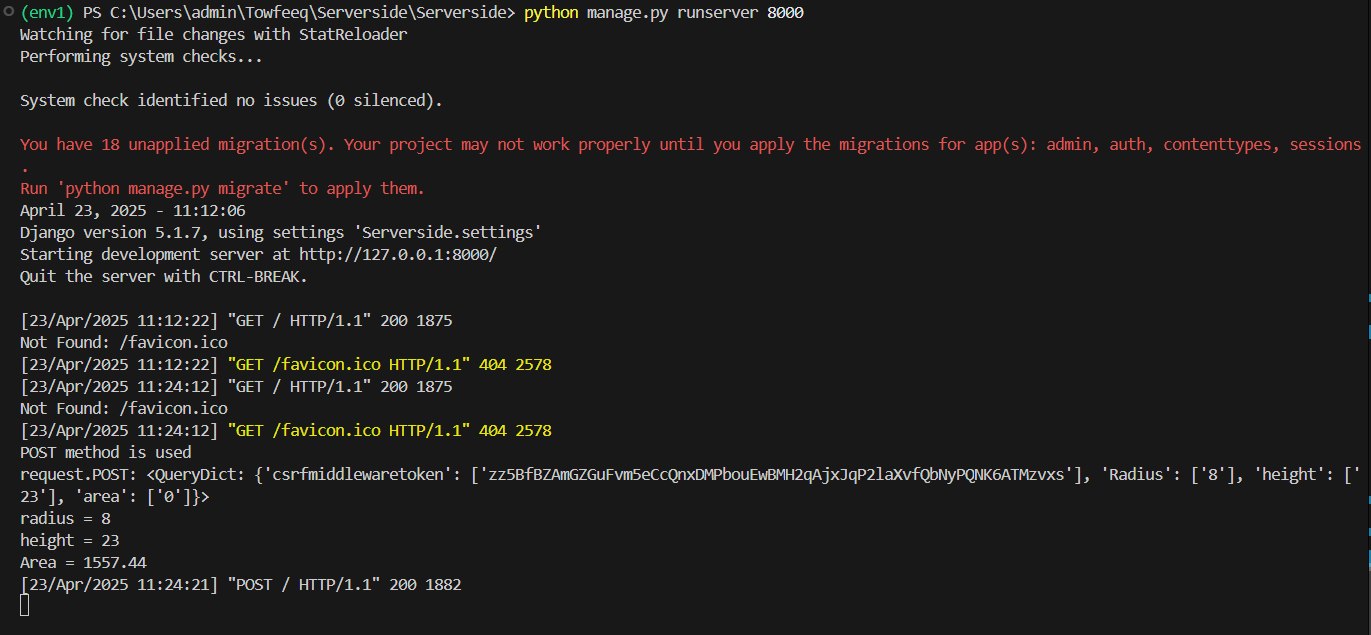 (env1) PS C:\Users\admin\Towfeeq\Serverside\Serverside> python manage.py runserver 8000
Watching for file changes with StatReloader
Performing system checks...
System check identified no issues (0 silenced).
You have 18 unapplied migration(s). Your project may not work properly until you apply the migrations for app(s): admin, auth, contenttypes, sessions
.
Run 'python manage.py migrate' to apply them.
April 23, 2025 - 11:12:06
Django version 5.1.7, using settings 'Serverside.settings'
Starting development server at http://127.0.0.1:8000/
Quit the server with CTRL-BREAK.
[23/Apr/2025 11:12:22] "GET / HTTP/1.1" 200 1875
Not Found: /favicon.ico
[23/Apr/2025 11:12:22] "GET /favicon.ico HTTP/1.1" 404 2578
[23/Apr/2025 11:24:12] "GET / HTTP/1.1" 200 1875
Not Found: /favicon.ico
[23/Apr/2025 11:24:12] "GET /favicon.ico HTTP/1.1" 404 2578
POST method is used
request.POST: <QueryDict: {'csrfmiddlewaretoken': ['zz5BfBZAmGZGuFvm5eCcQnxDMPbouEwBMH2qAjxJqP2laXvfQbNyPQNK6ATMzvxs'], 'Radius': ['8'], 'height': ['
23'], 'area': ['0']}>
radius = 8
height = 23
Area = 1557.44
[23/Apr/2025 11:24:21] "POST / HTTP/1.1" 200 1882